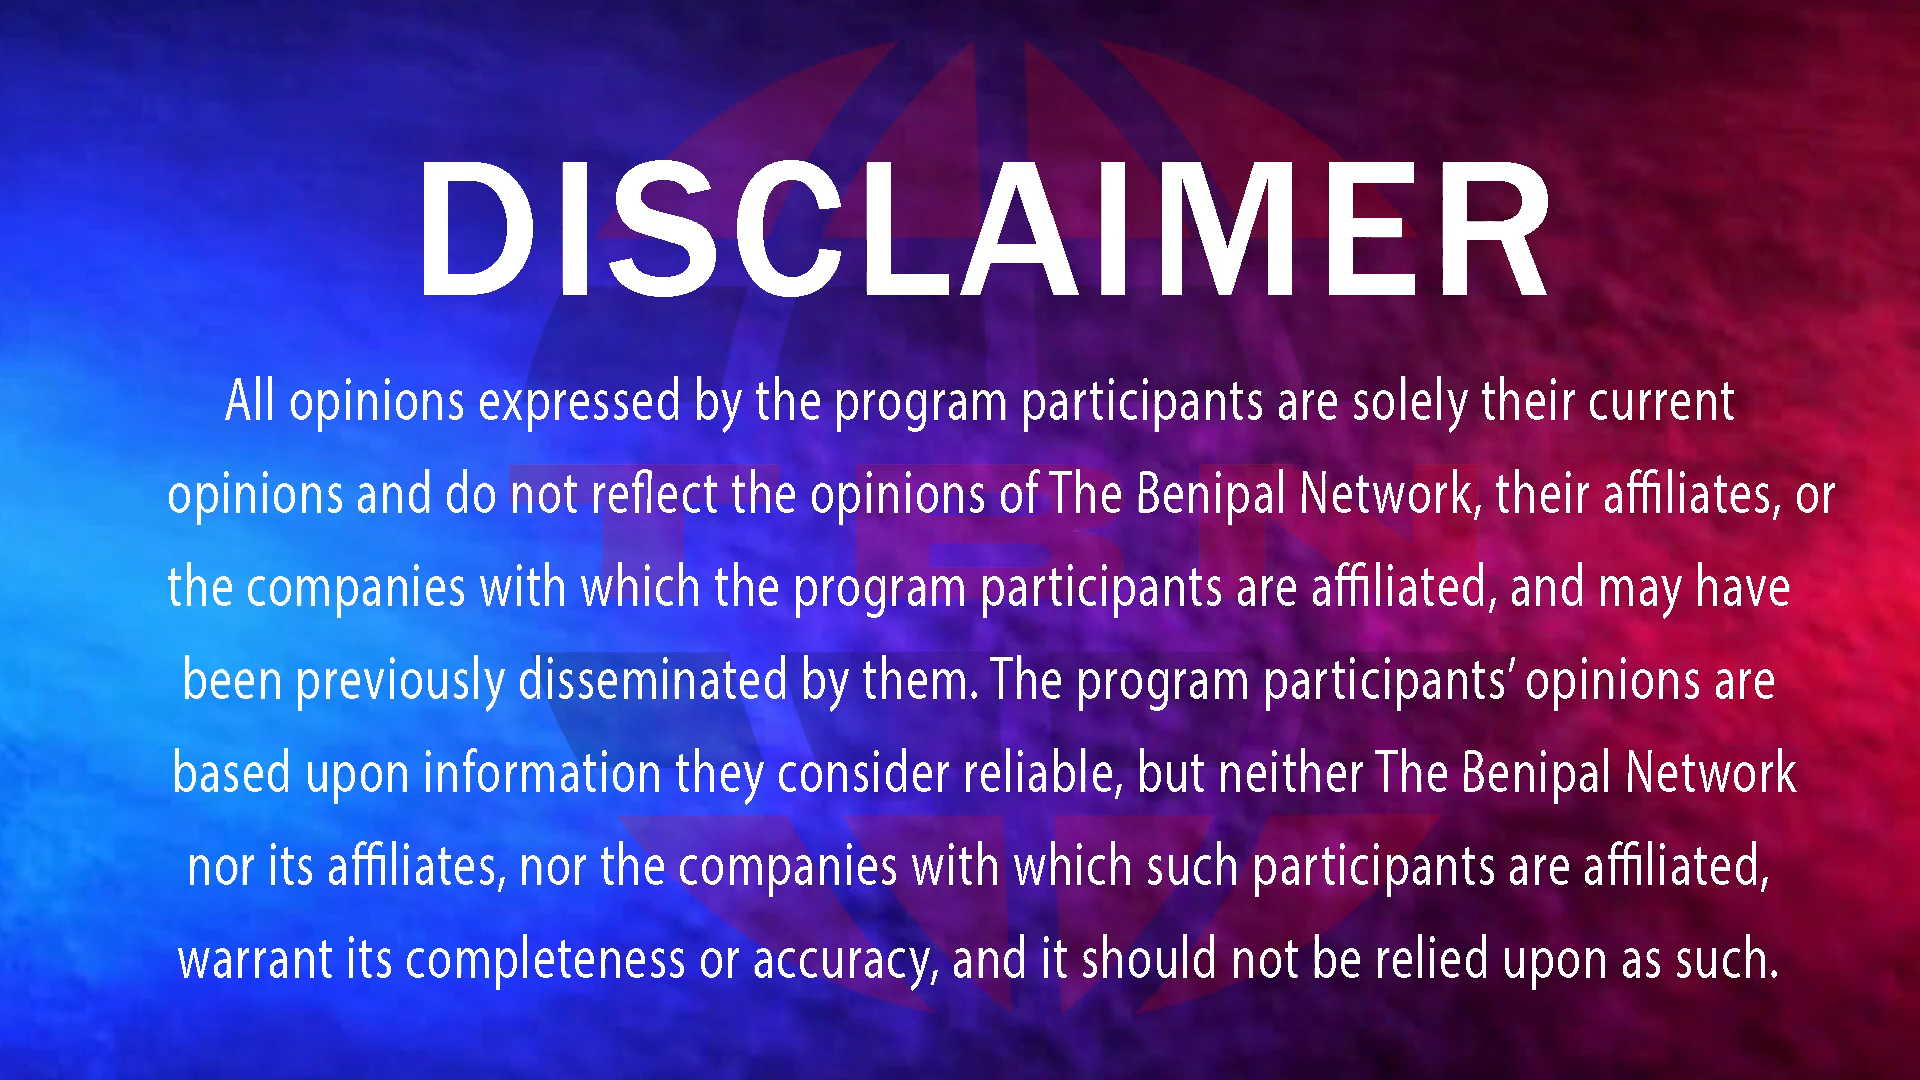 DISCLAIMER
All opinions expressed by the program participants are solely their current
opinions and do not reflect the opinions of The Benipal Network, their affiliates, or
the companies with which the program participants are affiliated, and may have
been previously disseminated by them. The program participants’ opinions are
based upon information they consider reliable, but neither The Benipal Network
nor its affiliates, nor the companies with which such participants are affiliated,
warrant its completeness or accuracy, and it should not be relied upon as such.
TBN